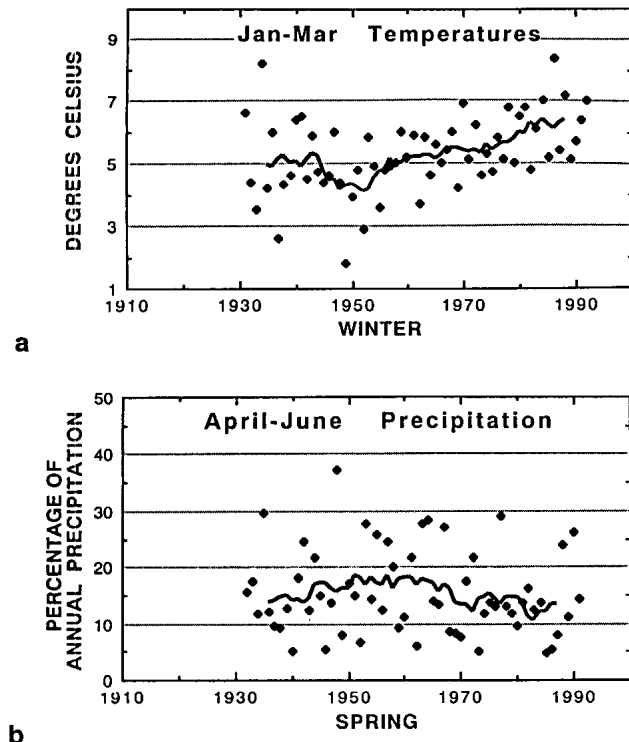 Jan-Mar Temperatures
DEGREES CELSIUS
9
7
5
3
1
1910 1930 1950 1970 1990
WINTER
a
April-June Precipitation
PERCENTAGE OF
ANNUAL PRECIPITATION
50
40
30
20
10
0
1910 1930 1950 1970 1990
SPRING
b